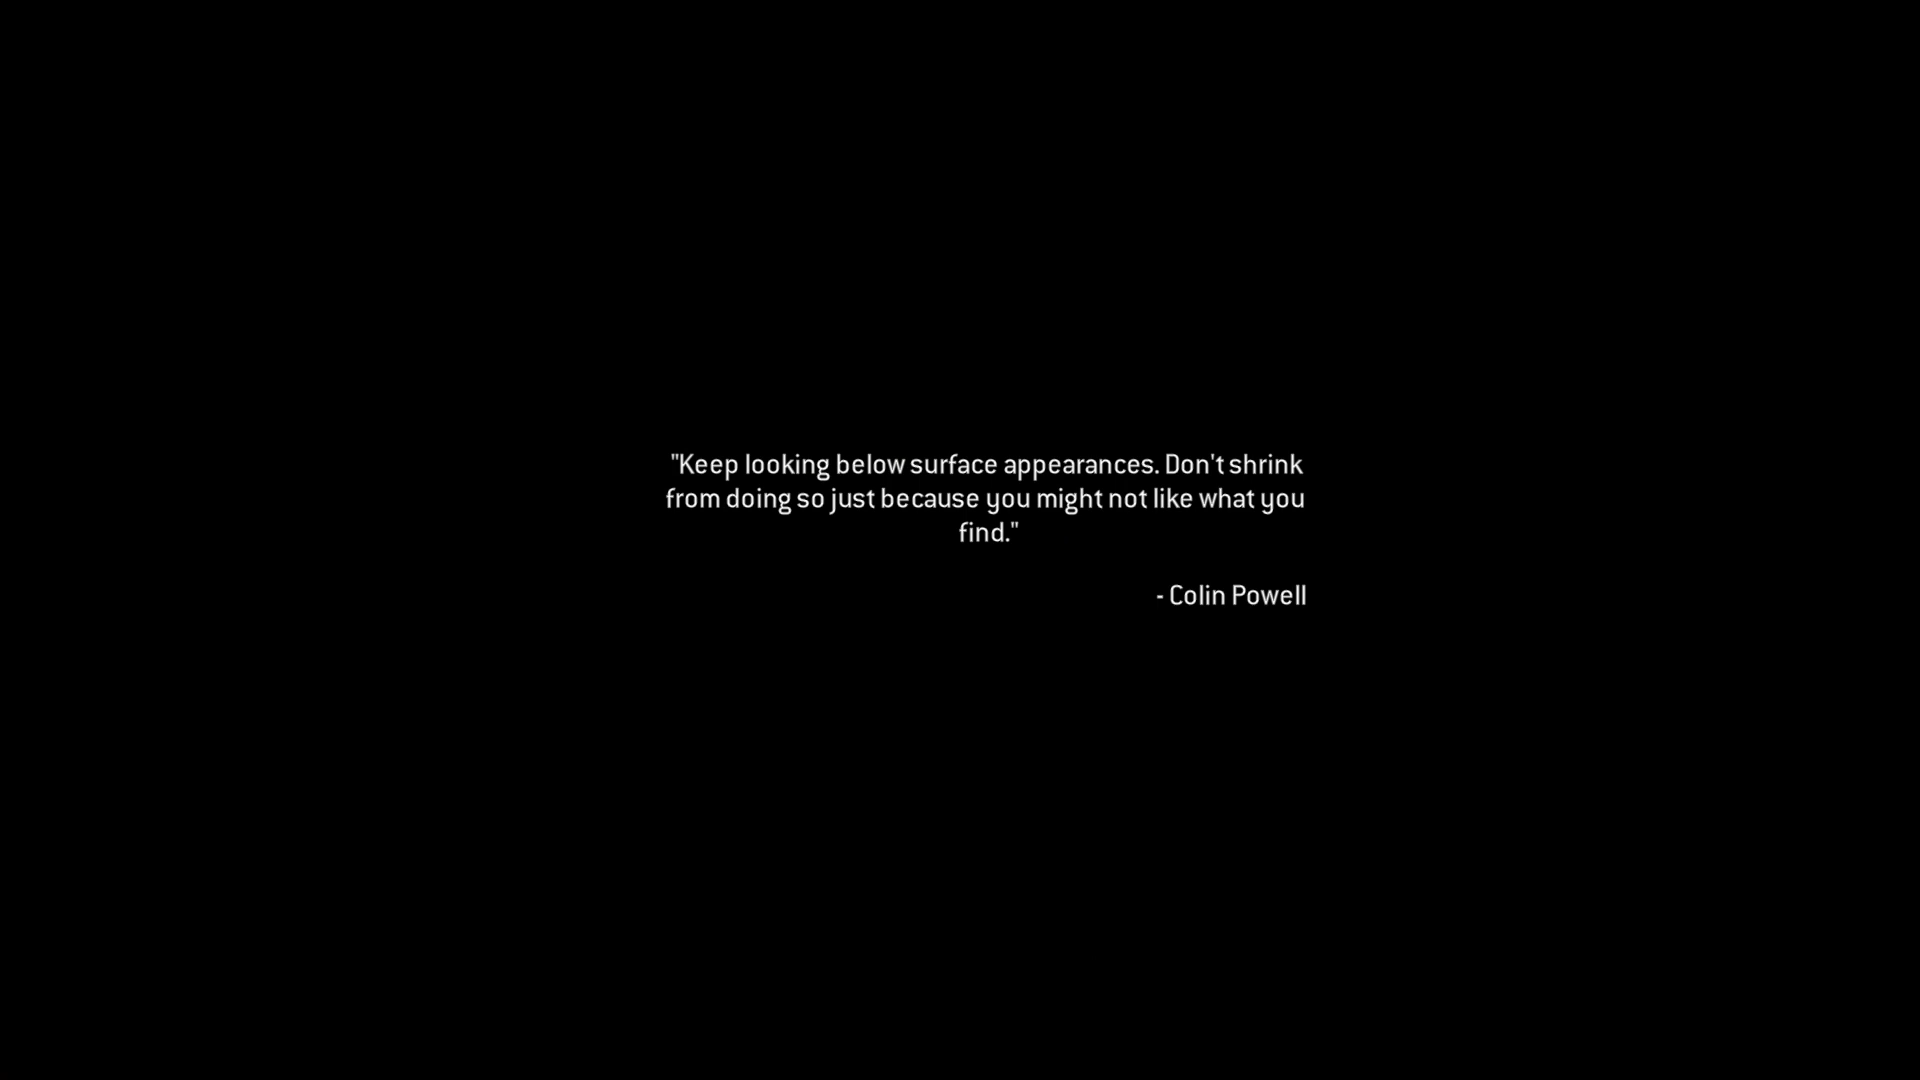 "Keep looking below surface appearances. Don't shrink
from doing so just because you might not like what you
find."
- Colin Powell